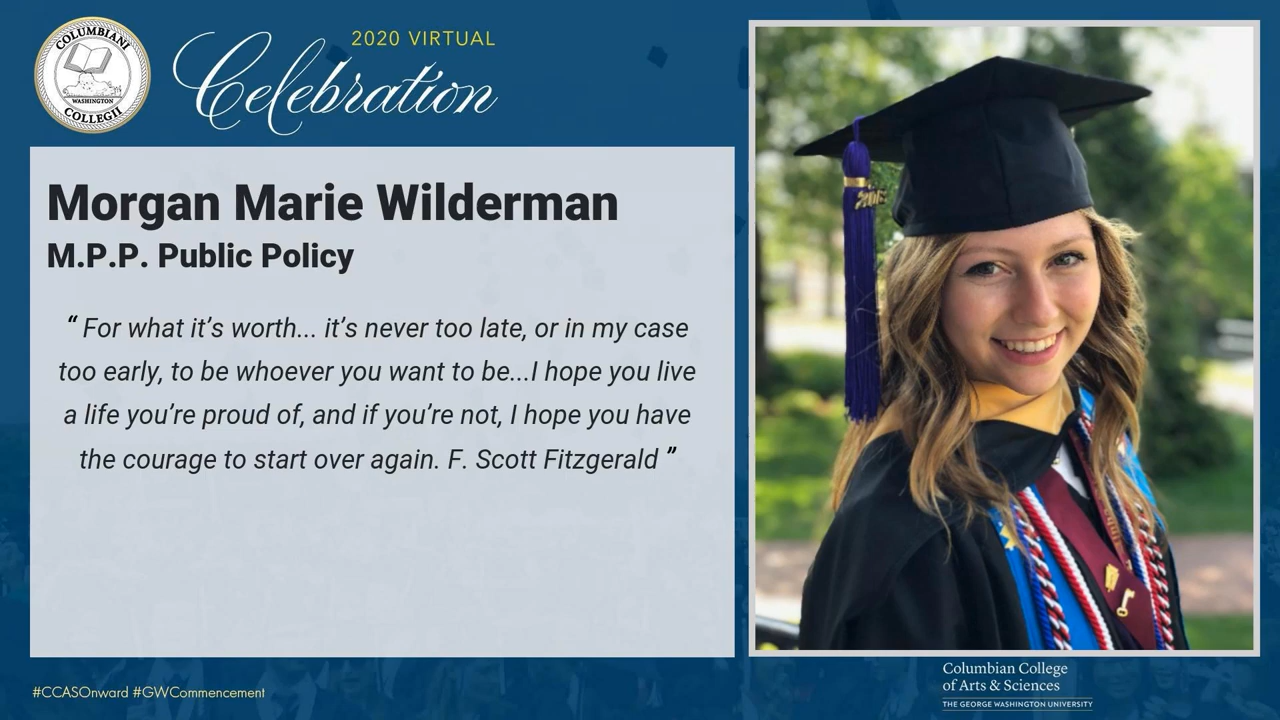 COLUMBIANI
WASHINGTON
COLLEGII
2020 VIRTUAL
Celebration
Morgan Marie Wilderman
M.P.P. Public Policy
“ For what it’s worth... it’s never too late, or in my case
too early, to be whoever you want to be...I hope you live
a life you’re proud of, and if you’re not, I hope you have
the courage to start over again. F. Scott Fitzgerald ”
#CCASOnward #GWCommencement
Columbian College
of Arts & Sciences
THE GEORGE WASHINGTON UNIVERSITY